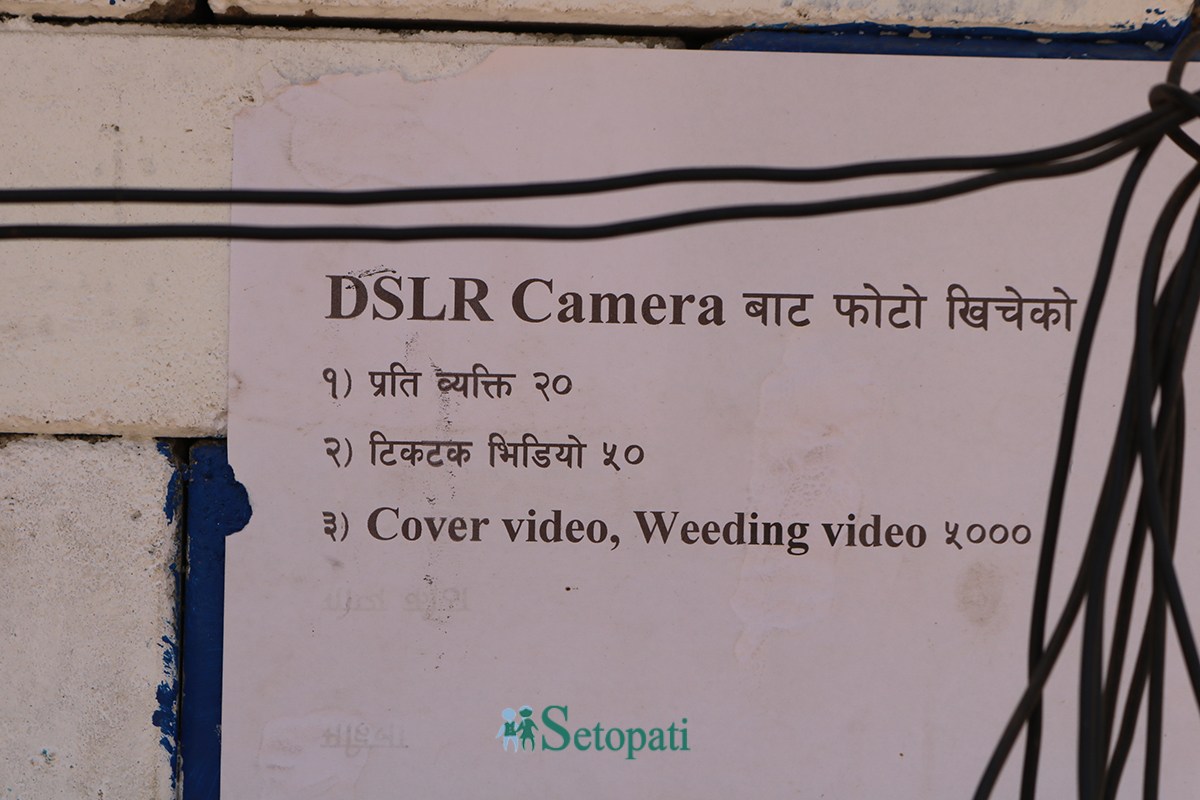 DSLR Camera बाट फोटो खिचेको
१) प्रति व्यक्ति २०
२) टिकटक भिडियो ५०
३) Cover video, Weeding video ५०००
Setopati